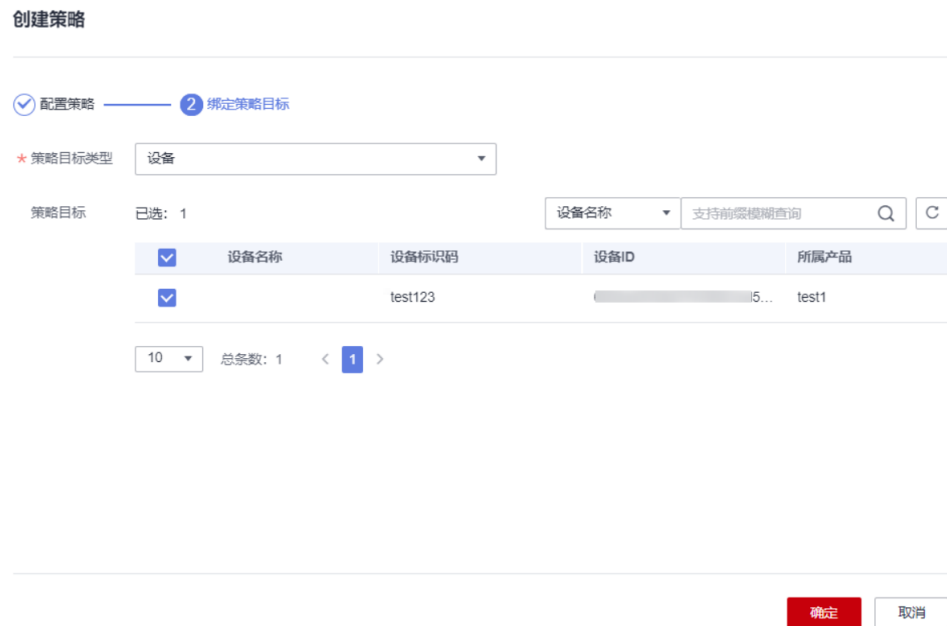 创建策略
配置策略 2 绑定策略目标
* 策略目标类型 设备
策略目标 已选: 1 设备名称 支持前缀模糊查询
设备名称 设备标识码 设备ID 所属产品
test123 5... test1
10 总条数: 1 < 1 >
确定 取消